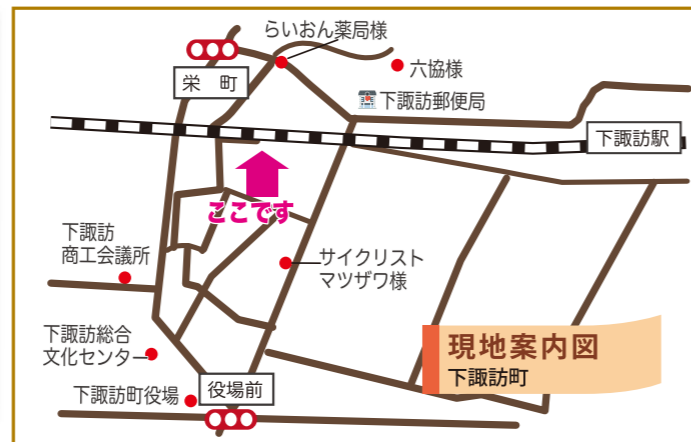 らいおん薬局様
六協様
栄　町
下諏訪郵便局
下諏訪駅
ここです
下諏訪
商工会議所
サイクリスト
マツザワ様
下諏訪総合
文化センター
現地案内図
下諏訪町
下諏訪町役場
役場前